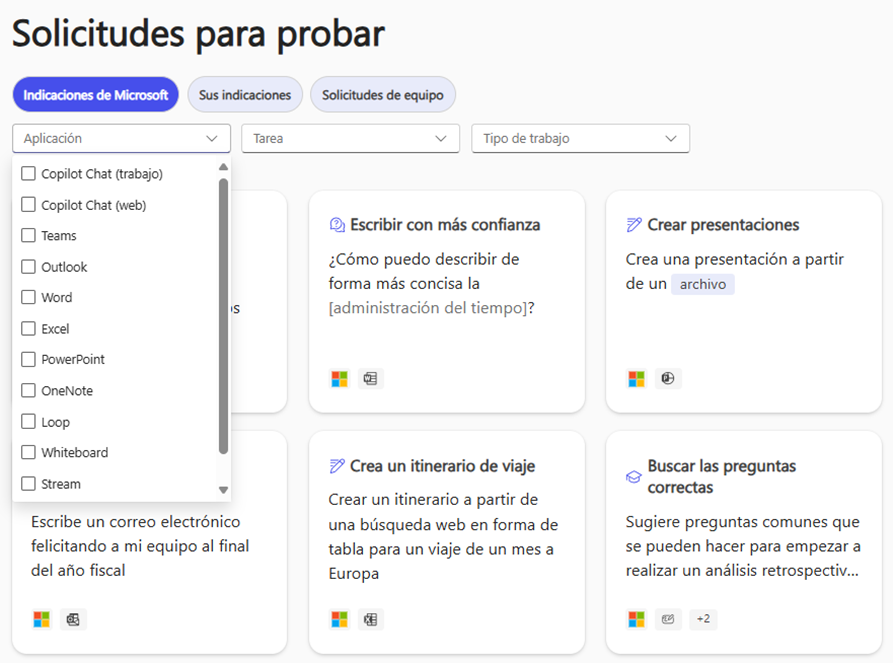 Solicitudes para probar
Indicaciones de Microsoft
Sus indicaciones
Solicitudes de equipo
Aplicación
Tarea
Tipo de trabajo
Copilot Chat (trabajo)
Copilot Chat (web)
Teams
Outlook
Word
Excel
PowerPoint
OneNote
Loop
Whiteboard
Stream
Escribir con más confianza
¿Cómo puedo describir de
forma más concisa la
[administración del tiempo]?
Crear presentaciones
Crea una presentación a partir
de un archivo
Escribe un correo electrónico
felicitando a mi equipo al final
del año fiscal
Crea un itinerario de viaje
Crear un itinerario a partir de
una búsqueda web en forma de
tabla para un viaje de un mes a
Europa
Buscar las preguntas
correctas
Sugiere preguntas comunes que
se pueden hacer para empezar a
realizar un análisis retrospectiv...
+2